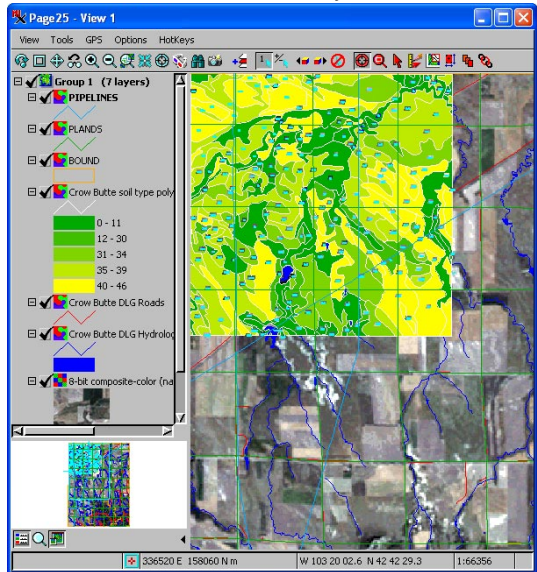 Page25 - View 1
View Tools GPS Options HotKeys
Group 1 (7 layers)
PIPELINES
PLANDS
BOUND
Crow Butte soil type poly
0 - 11
12 - 30
31 - 34
35 - 39
40 - 46
Crow Butte DLG Roads
Crow Butte DLG Hydrolog
8-bit composite-color (na
336520 E 158060 N m W 103 20 02.6 N 42 42 29.3 1:66356